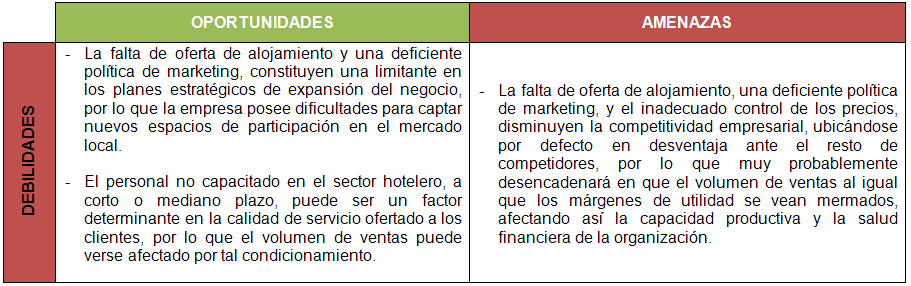 OPORTUNIDADES
AMENAZAS
DEBILIDADES
- La falta de oferta de alojamiento y una deficiente
política de marketing, constituyen una limitante en
los planes estratégicos de expansión del negocio,
por lo que la empresa posee dificultades para captar
nuevos espacios de participación en el mercado
local.
- El personal no capacitado en el sector hotelero, a
corto o mediano plazo, puede ser un factor
determinante en la calidad de servicio ofertado a los
clientes, por lo que el volumen de ventas puede
verse afectado por tal condicionamiento.
- La falta de oferta de alojamiento, una deficiente política
de marketing, y el inadecuado control de los precios,
disminuyen la competitividad empresarial, ubicándose
por defecto en desventaja ante el resto de
competidores, por lo que muy probablemente
desencadenará en que el volumen de ventas al igual
que los márgenes de utilidad se vean mermados,
afectando así la capacidad productiva y la salud
financiera de la organización.